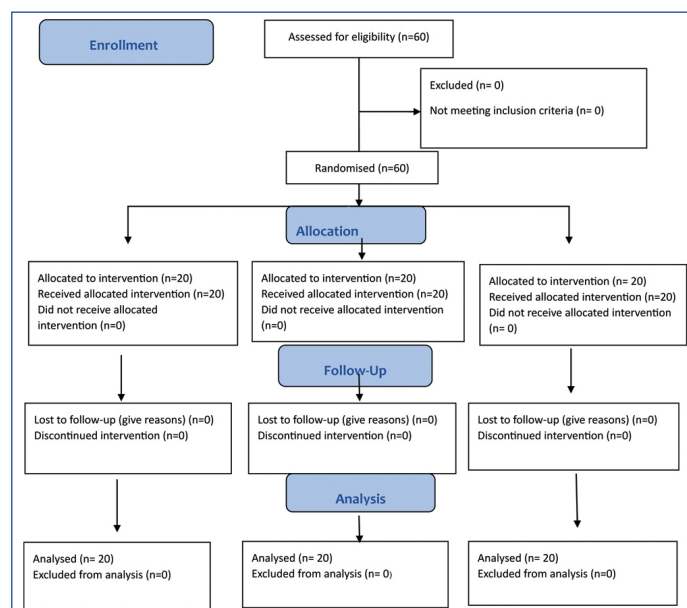 Enrollment
Assessed for eligibility (n=60)
Excluded (n= 0)
Not meeting inclusion criteria (n= 0)
Randomised (n=60)
Allocation
Allocated to intervention (n=20)
Received allocated intervention (n=20)
Did not receive allocated
intervention (n=0)
Allocated to intervention (n=20)
Received allocated intervention (n=20)
Did not receive allocated intervention
(n=0)
Allocated to intervention (n= 20)
Received allocated intervention (n=20)
Did not receive allocated intervention
(n= 0)
Follow-Up
Lost to follow-up (give reasons) (n=0)
Discontinued intervention (n=0)
Lost to follow-up (give reasons) (n=0)
Discontinued intervention (n=0)
Lost to follow-up (give reasons) (n=0)
Discontinued intervention (n=0)
Analysis
Analysed (n= 20)
Excluded from analysis (n=0)
Analysed (n= 20)
Excluded from analysis (n= 0)
Analysed (n= 20)
Excluded from analysis (n=0)